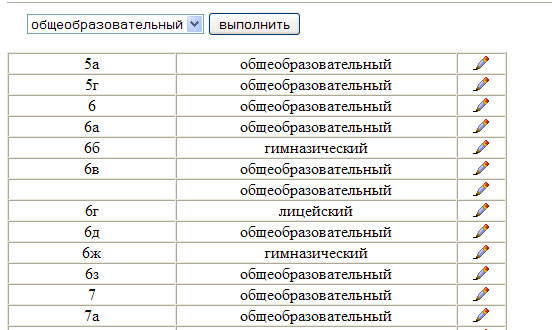 общеобразовательный выполнить
5а общеобразовательный
5г общеобразовательный
6 общеобразовательный
6а общеобразовательный
6б гимназический
6в общеобразовательный
общеобразовательный
6г лицейский
6д общеобразовательный
6ж гимназический
6з общеобразовательный
7 общеобразовательный
7а общеобразовательный